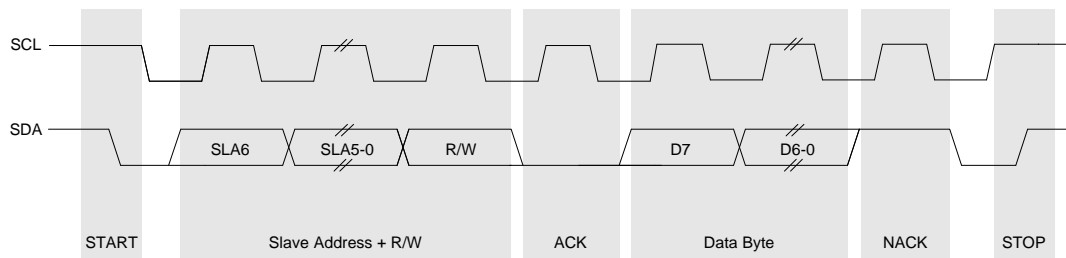 SCL
SDA
SLA6 SLA5-0 R/W D7 D6-0
START Slave Address + R/W ACK Data Byte NACK STOP